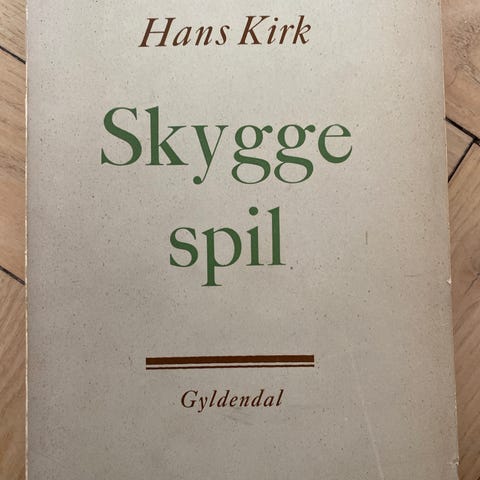 Hans Kirk
Skygge
spil
Gyldendal